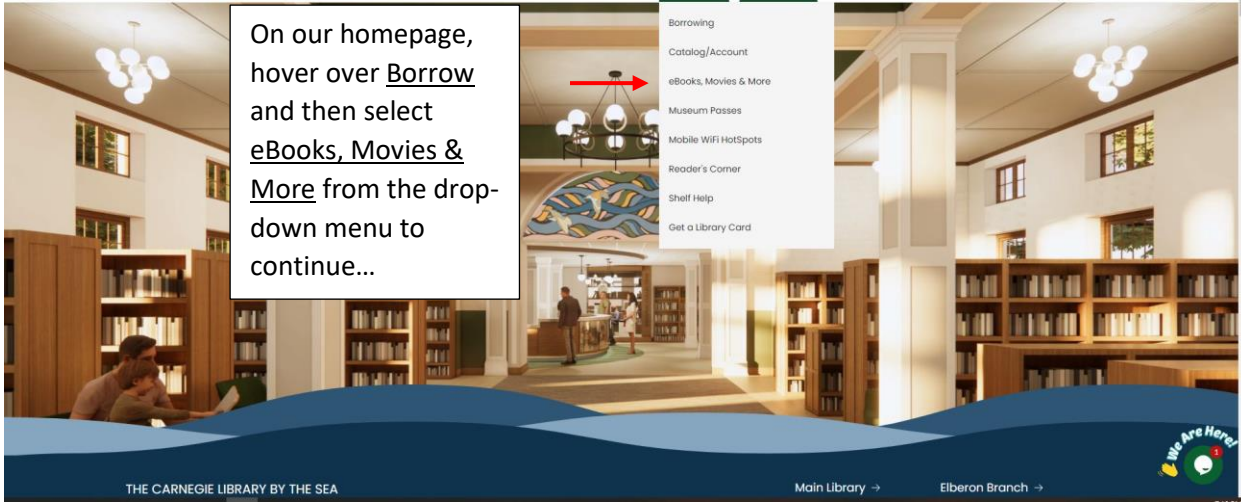 On our homepage,
hover over Borrow
and then select
eBooks, Movies &
More from the drop-
down menu to
continue…
Borrowing
Catalog/Account
eBooks, Movies & More
Museum Passes
Mobile WiFi HotSpots
Reader's Corner
Shelf Help
Get a Library Card
We Are Here!
1
THE CARNEGIE LIBRARY BY THE SEA
Main Library →
Elberon Branch →